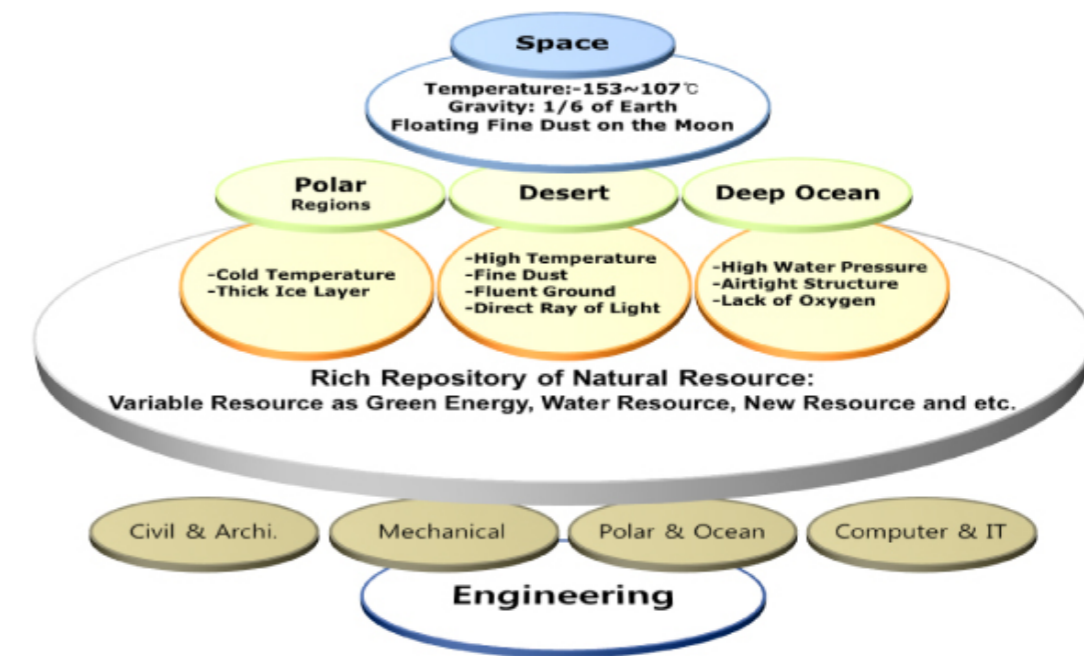 Space
Temperature:-153~107℃
Gravity: 1/6 of Earth
Floating Fine Dust on the Moon
Polar
Regions
Desert
Deep Ocean
-Cold Temperature
-Thick Ice Layer
-High Temperature
-Fine Dust
-Fluent Ground
-Direct Ray of Light
-High Water Pressure
-Airtight Structure
-Lack of Oxygen
Rich Repository of Natural Resource:
Variable Resource as Green Energy, Water Resource, New Resource and etc.
Civil & Archi.
Mechanical
Polar & Ocean
Computer & IT
Engineering